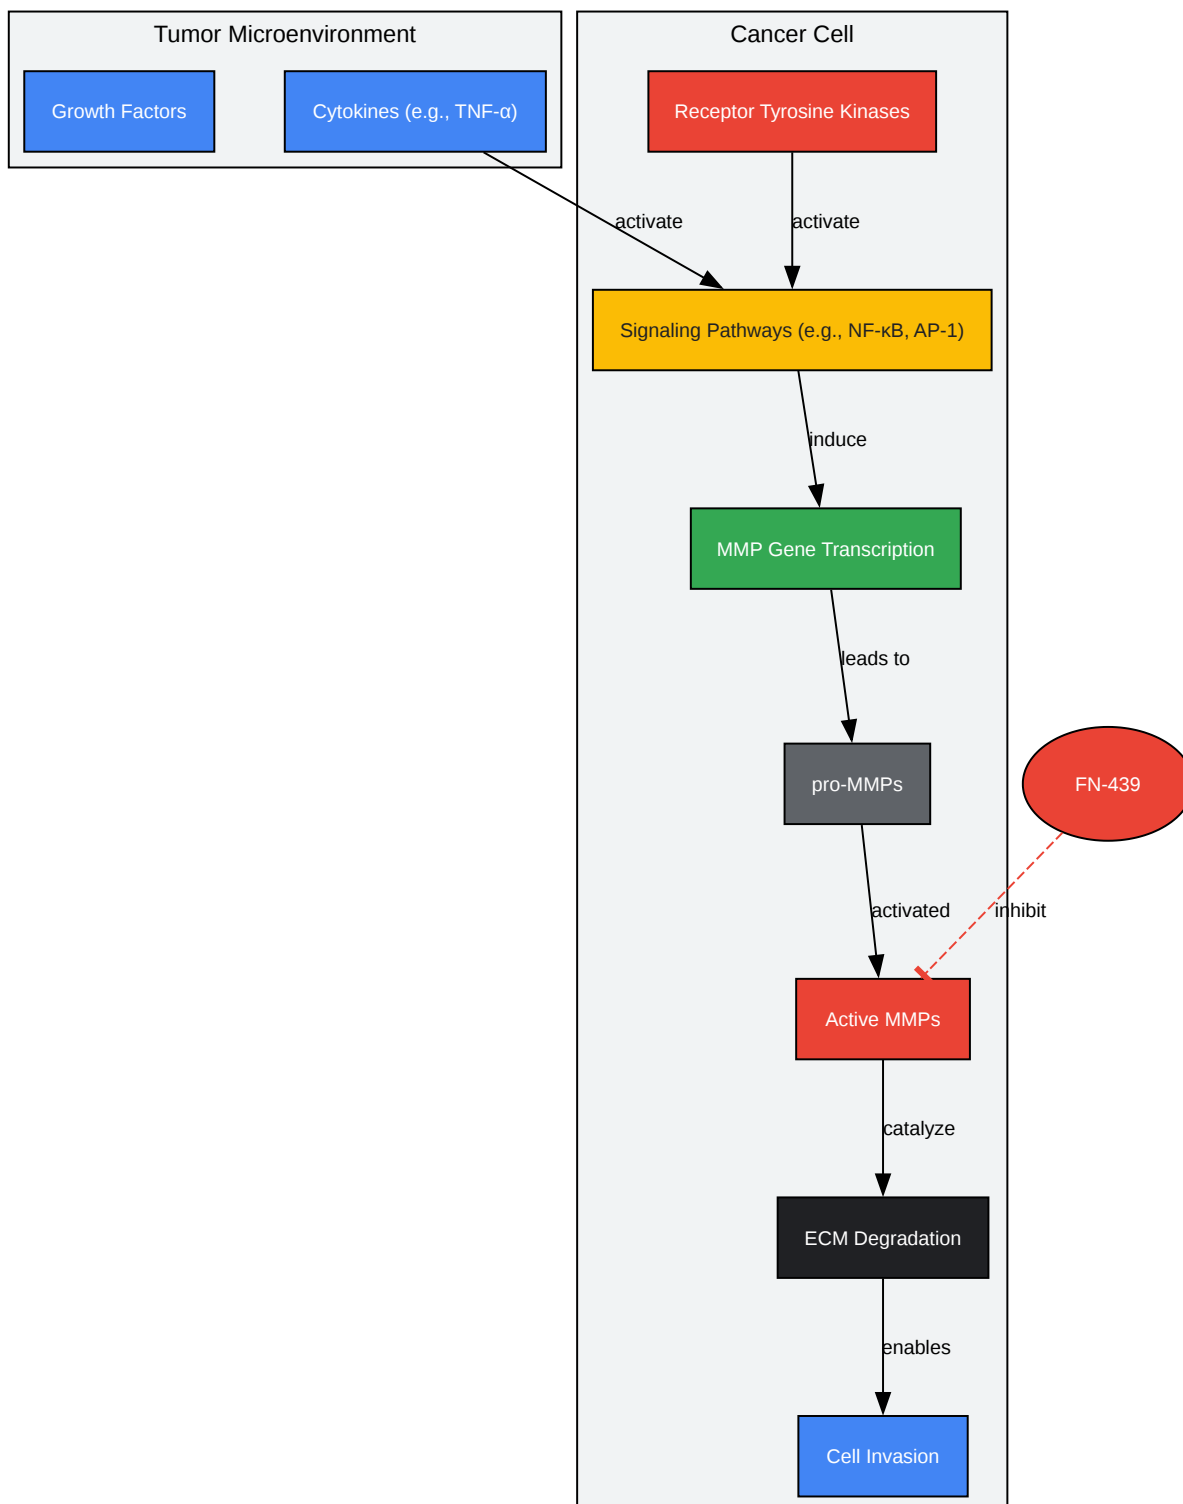 Tumor Microenvironment
Cancer Cell
Growth Factors
Cytokines (e.g., TNF-α)
Receptor Tyrosine Kinases
activate
activate
Signaling Pathways (e.g., NF-κB, AP-1)
induce
MMP Gene Transcription
leads to
pro-MMPs
FN-439
activated
inhibit
Active MMPs
catalyze
ECM Degradation
enables
Cell Invasion